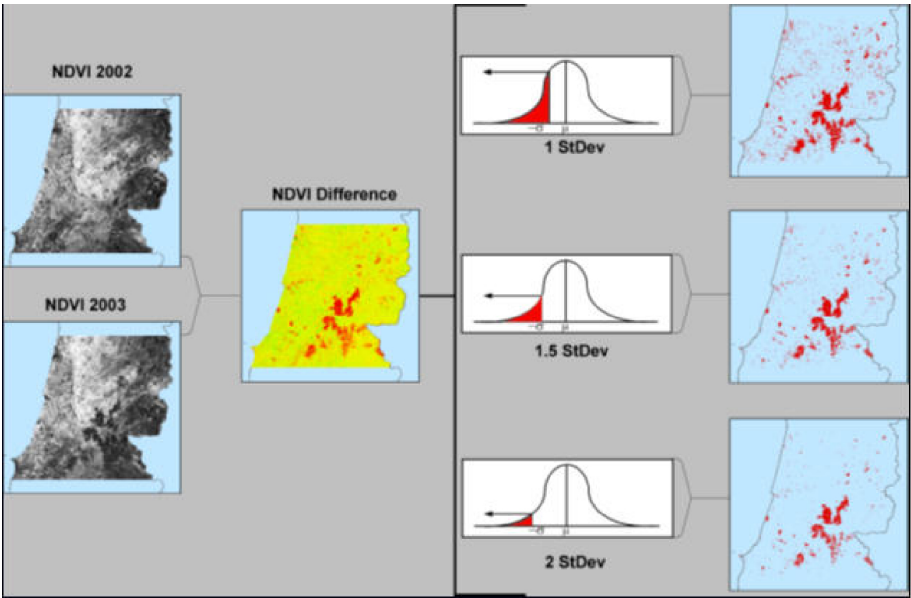 NDVI 2002
NDVI 2003
NDVI Difference
-σ μ
1 StDev
-σ μ
1.5 StDev
-σ μ
2 StDev